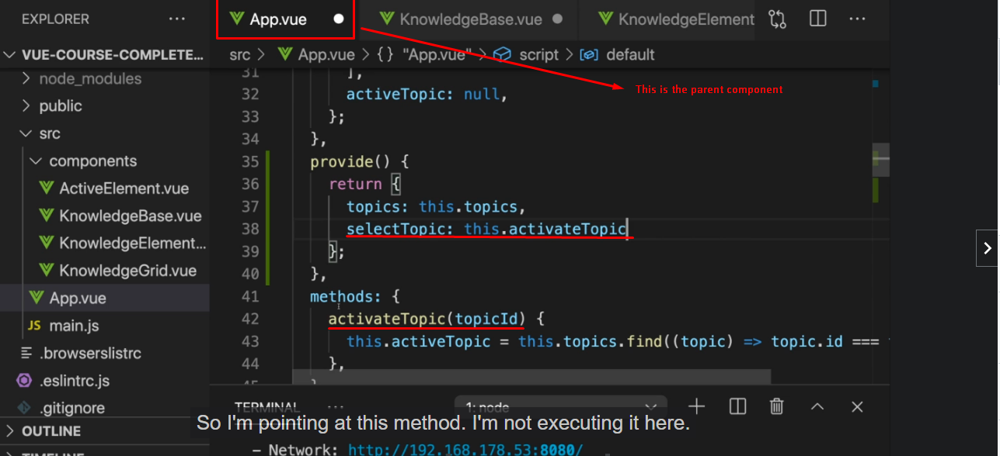 EXPLORER ...
App.vue
KnowledgeBase.vue
KnowledgeElement
...
VUE-COURSE-COMPLETE...
src > App.vue > {} "App.vue" > script > default
node_modules
public
src
components
ActiveElement.vue
KnowledgeBase.vue
KnowledgeElement...
KnowledgeGrid.vue
App.vue
JS main.js
.browserslistrc
.eslintrc.js
.gitignore
OUTLINE
TIMELINE
This is the parent component
31 ],
32 activeTopic: null,
33 };
34 },
35 provide() {
36 return {
37 topics: this.topics,
38 selectTopic: this.activateTopic
39 };
40 },
41 methods: {
42 activateTopic(topicId) {
43 this.activeTopic = this.topics.find((topic) => topic.id ===
44 },
45 }
TERMINAL ... 1: node
So I'm pointing at this method. I'm not executing it here.
- Network: http://192.168.178.53:8080/